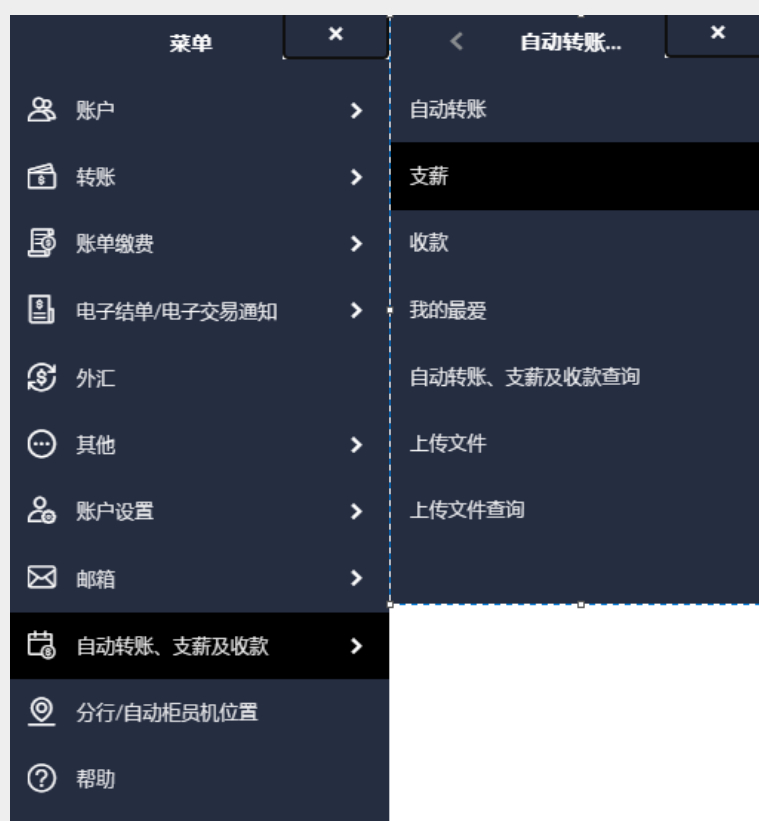 菜单
账户
转账
账单缴费
电子结单/电子交易通知
外汇
其他
账户设置
邮箱
自动转账、支薪及收款
分行/自动柜员机位置
帮助
自动转账...
自动转账
支薪
收款
我的最爱
自动转账、支薪及收款查询
上传文件
上传文件查询